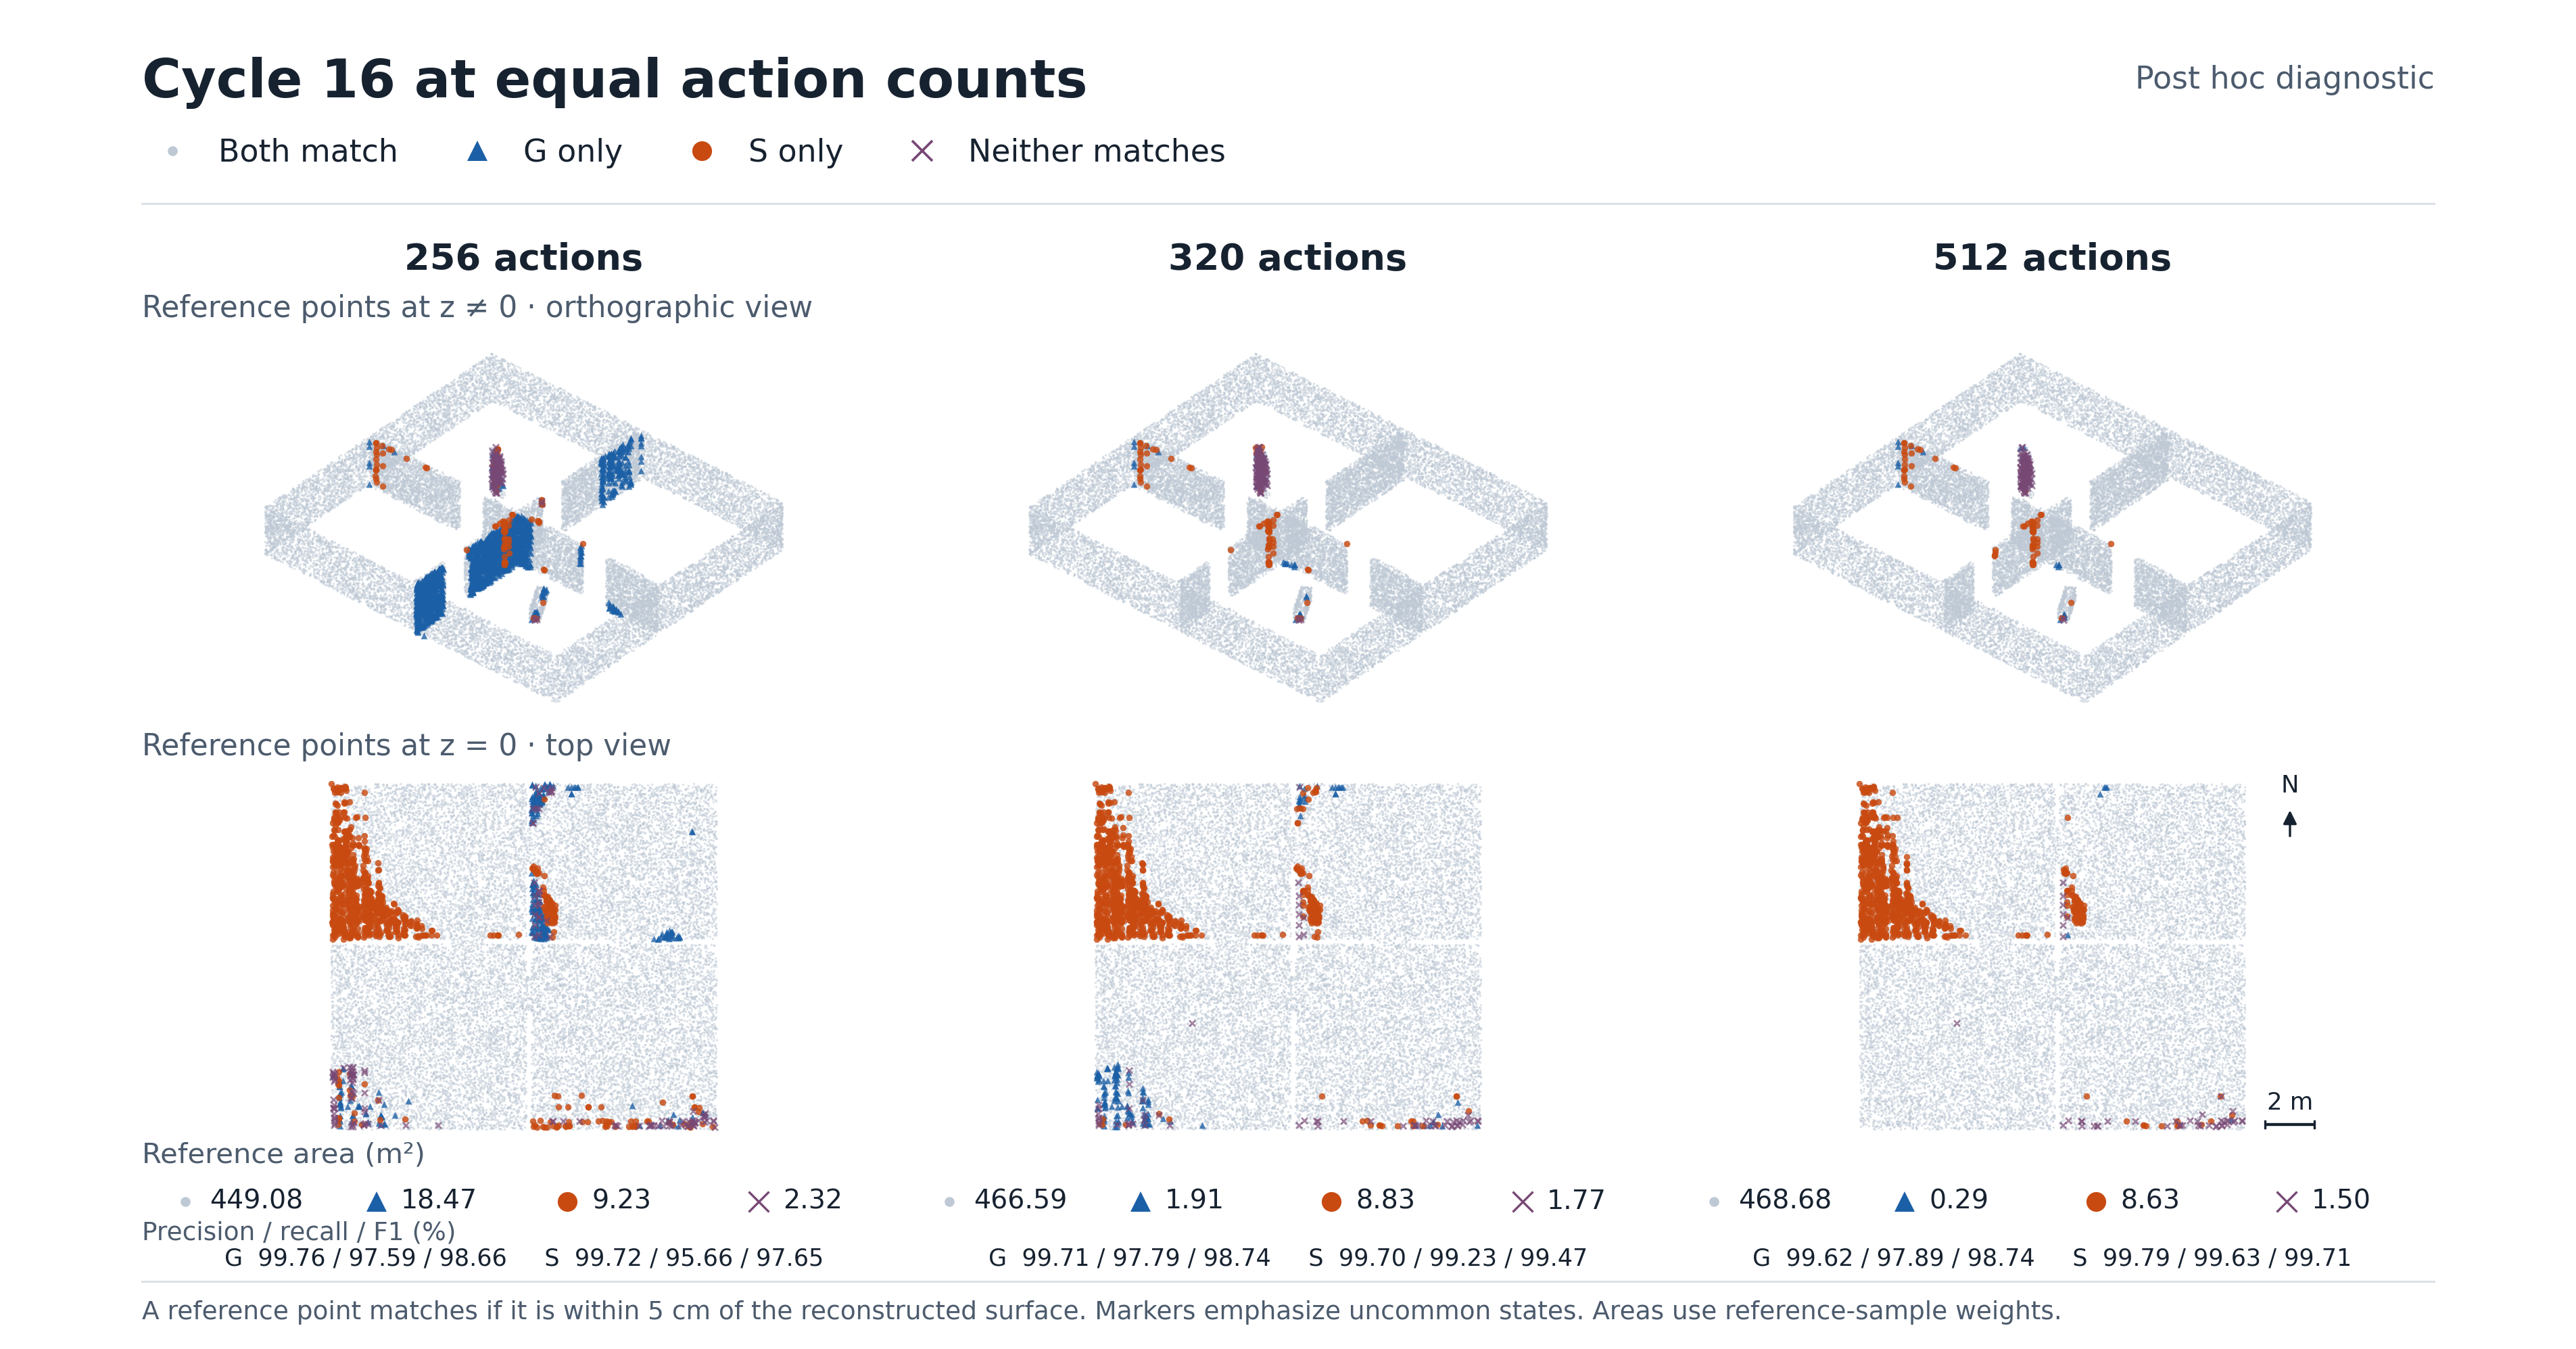 Cycle 16 at equal action counts
Post hoc diagnostic
Both match G only S only Neither matches
256 actions 320 actions 512 actions
Reference points at z ≠ 0 · orthographic view
Reference points at z = 0 · top view
N
2 m
Reference area (m²)
449.08 18.47 9.23 2.32 466.59 1.91 8.83 1.77 468.68 0.29 8.63 1.50
Precision / recall / F1 (%)
G 99.76 / 97.59 / 98.66 S 99.72 / 95.66 / 97.65 G 99.71 / 97.79 / 98.74 S 99.70 / 99.23 / 99.47 G 99.62 / 97.89 / 98.74 S 99.79 / 99.63 / 99.71
A reference point matches if it is within 5 cm of the reconstructed surface. Markers emphasize uncommon states. Areas use reference-sample weights.